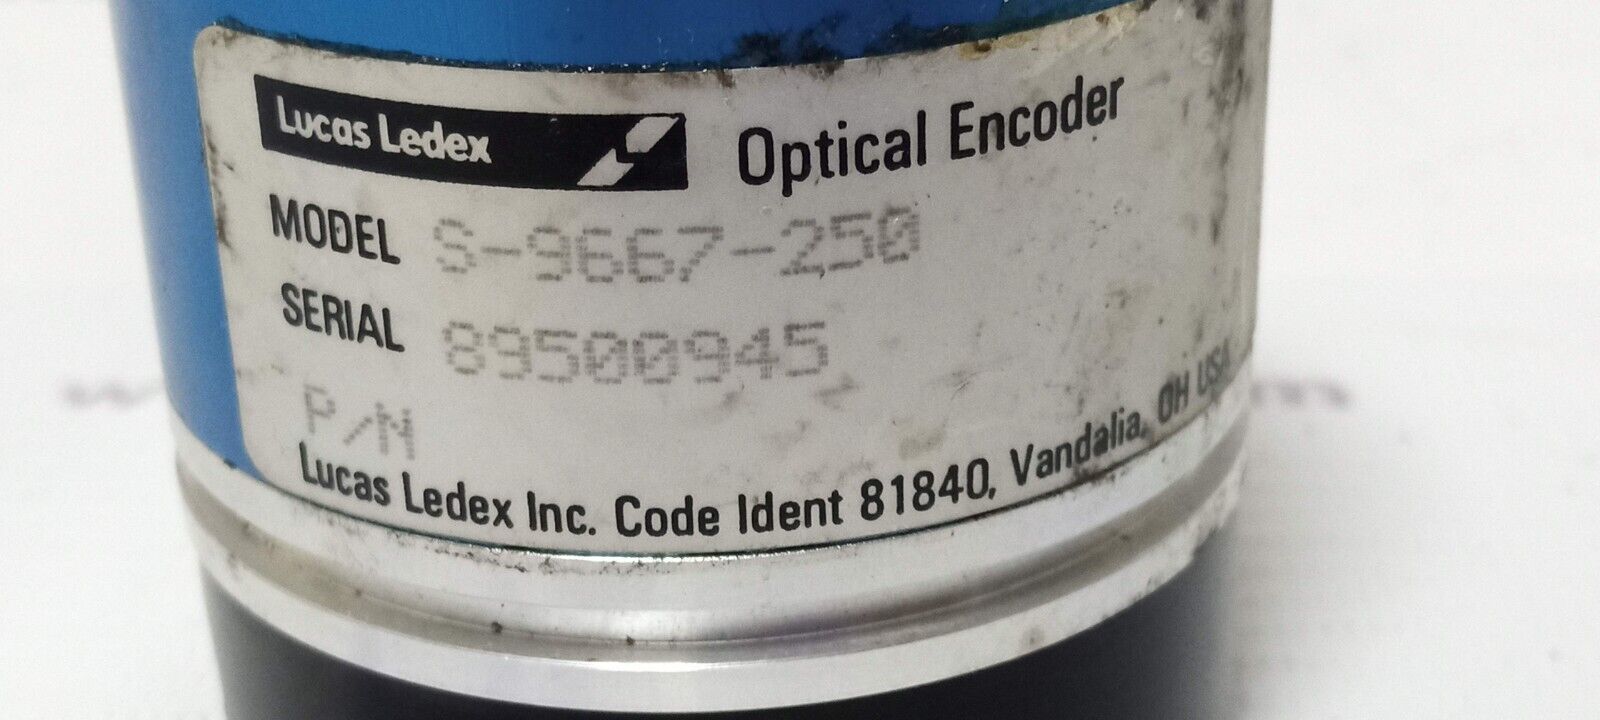 Lucas Ledex
Optical Encoder
MODEL S-9667-250
SERIAL 89500945
P/N
Lucas Ledex Inc. Code Ident 81840, Vandalia, OH USA